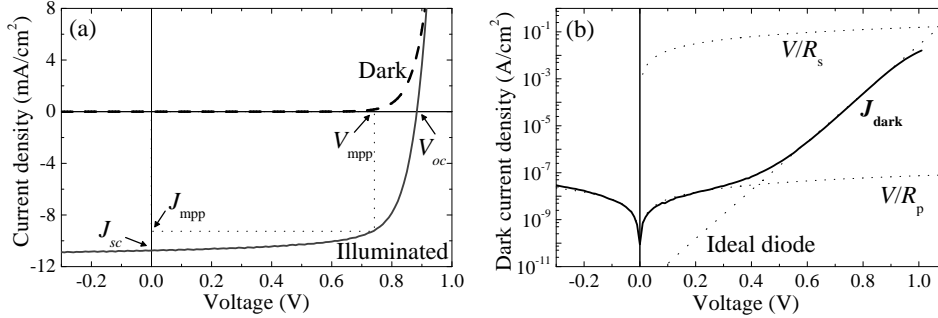 (a)
Current density (mA/cm²)
8
4
0
-4
-8
-12
Dark
V_mpp
V_oc
J_mpp
J_sc
Illuminated
-0.2 0.0 0.2 0.4 0.6 0.8 1.0
Voltage (V)
(b)
Dark current density (A/cm²)
10⁻¹
10⁻³
10⁻⁵
10⁻⁷
10⁻⁹
10⁻¹¹
V/R_s
J_dark
V/R_p
Ideal diode
-0.2 0.0 0.2 0.4 0.6 0.8 1.0
Voltage (V)